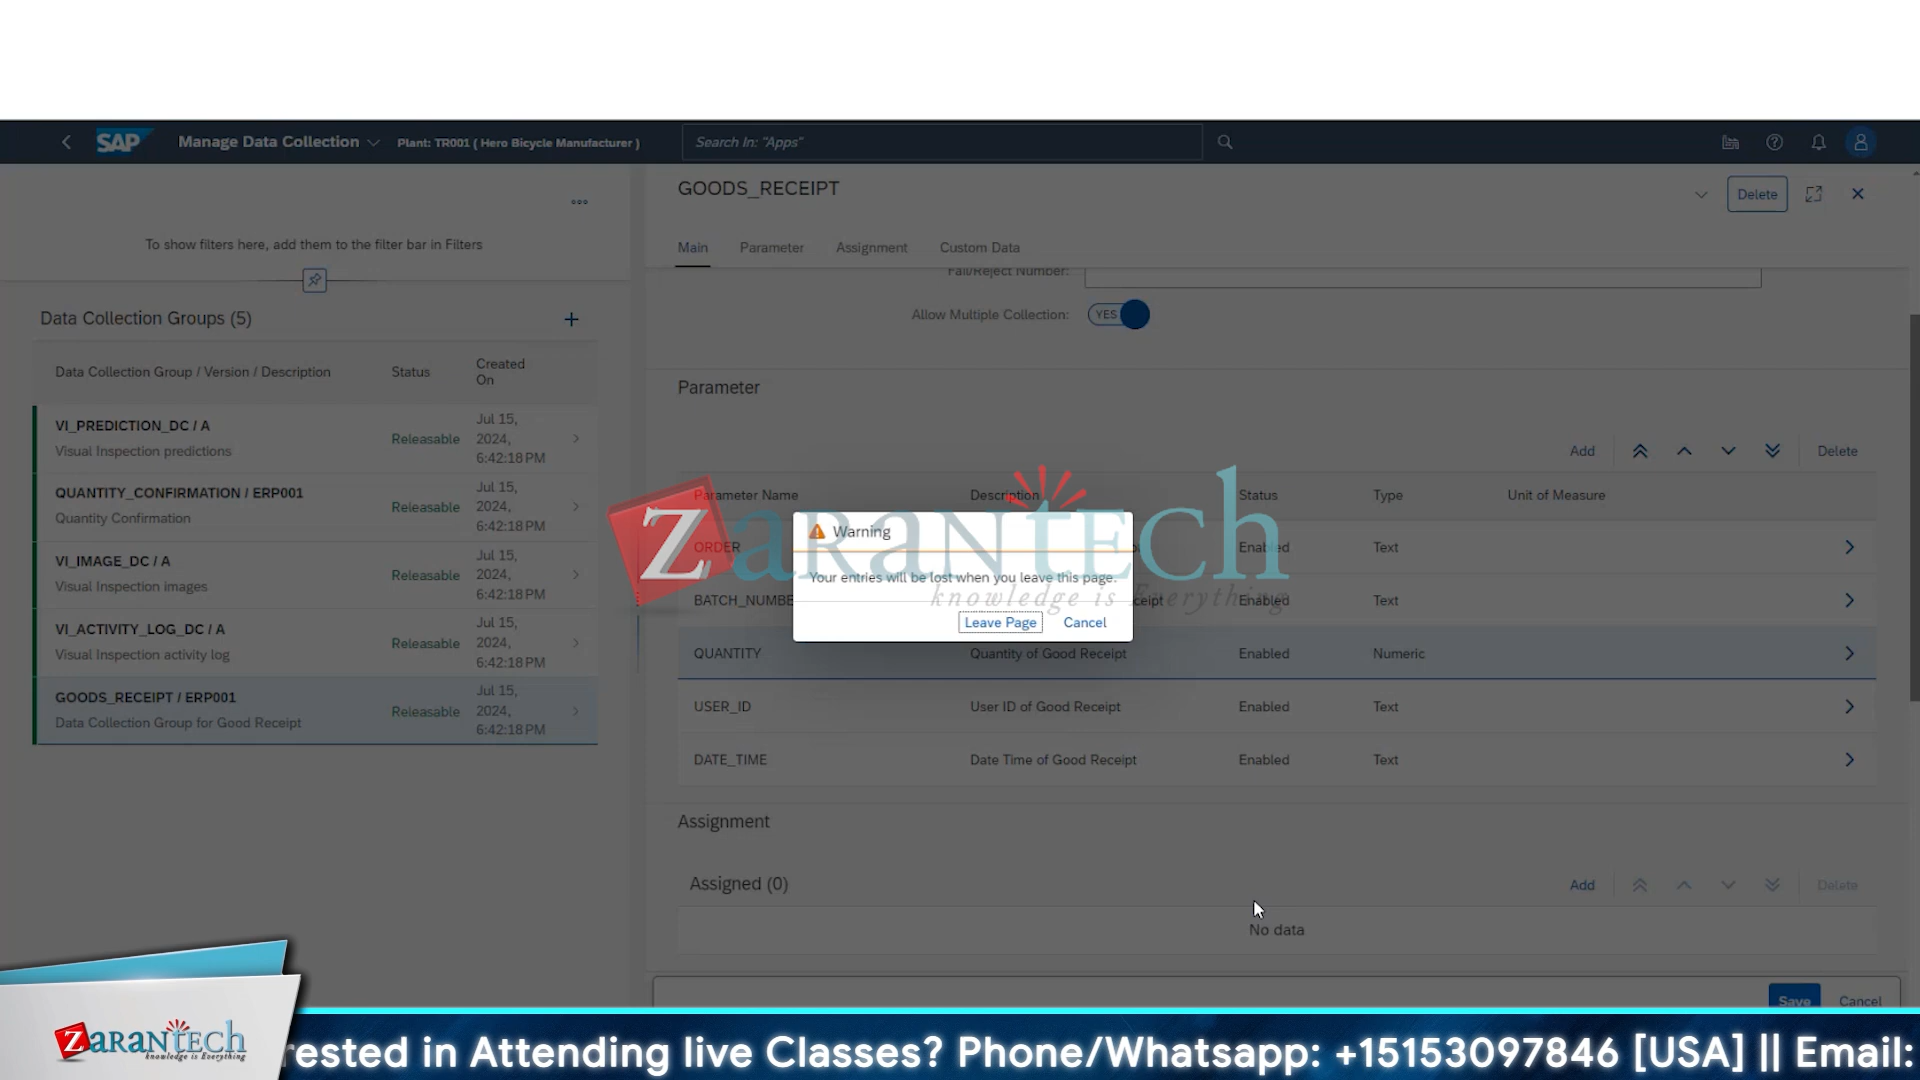 SAP Manage Data Collection Plant: TR001 ( Hero Bicycle Manufacturer ) Search In: "Apps"
GOODS_RECEIPT Delete
To show filters here, add them to the filter bar in Filters
Main Parameter Assignment Custom Data
Fail/Reject Number:
Allow Multiple Collection: YES
Data Collection Groups (5)
Data Collection Group / Version / Description Status Created On
VI_PREDICTION_DC / A
Visual Inspection predictions
Releasable
Jul 15, 2024, 6:42:18 PM
QUANTITY_CONFIRMATION / ERP001
Quantity Confirmation
Releasable
Jul 15, 2024, 6:42:18 PM
VI_IMAGE_DC / A
Visual Inspection images
Releasable
Jul 15, 2024, 6:42:18 PM
VI_ACTIVITY_LOG_DC / A
Visual Inspection activity log
Releasable
Jul 15, 2024, 6:42:18 PM
GOODS_RECEIPT / ERP001
Data Collection Group for Good Receipt
Releasable
Jul 15, 2024, 6:42:18 PM
Parameter
Add Delete
Parameter Name Description Status Type Unit of Measure
ORDER Enabled Text
BATCH_NUMBE eipt Enabled Text
QUANTITY Quantity of Good Receipt Enabled Numeric
USER_ID User ID of Good Receipt Enabled Text
DATE_TIME Date Time of Good Receipt Enabled Text
Warning
Your entries will be lost when you leave this page.
Leave Page Cancel
ZaranTech
knowledge is Everything
Assignment
Assigned (0) Add Delete
No data
Save Cancel
ZaranTech
knowledge is Everything
rested in Attending live Classes? Phone/Whatsapp: +15153097846 [USA] || Email: